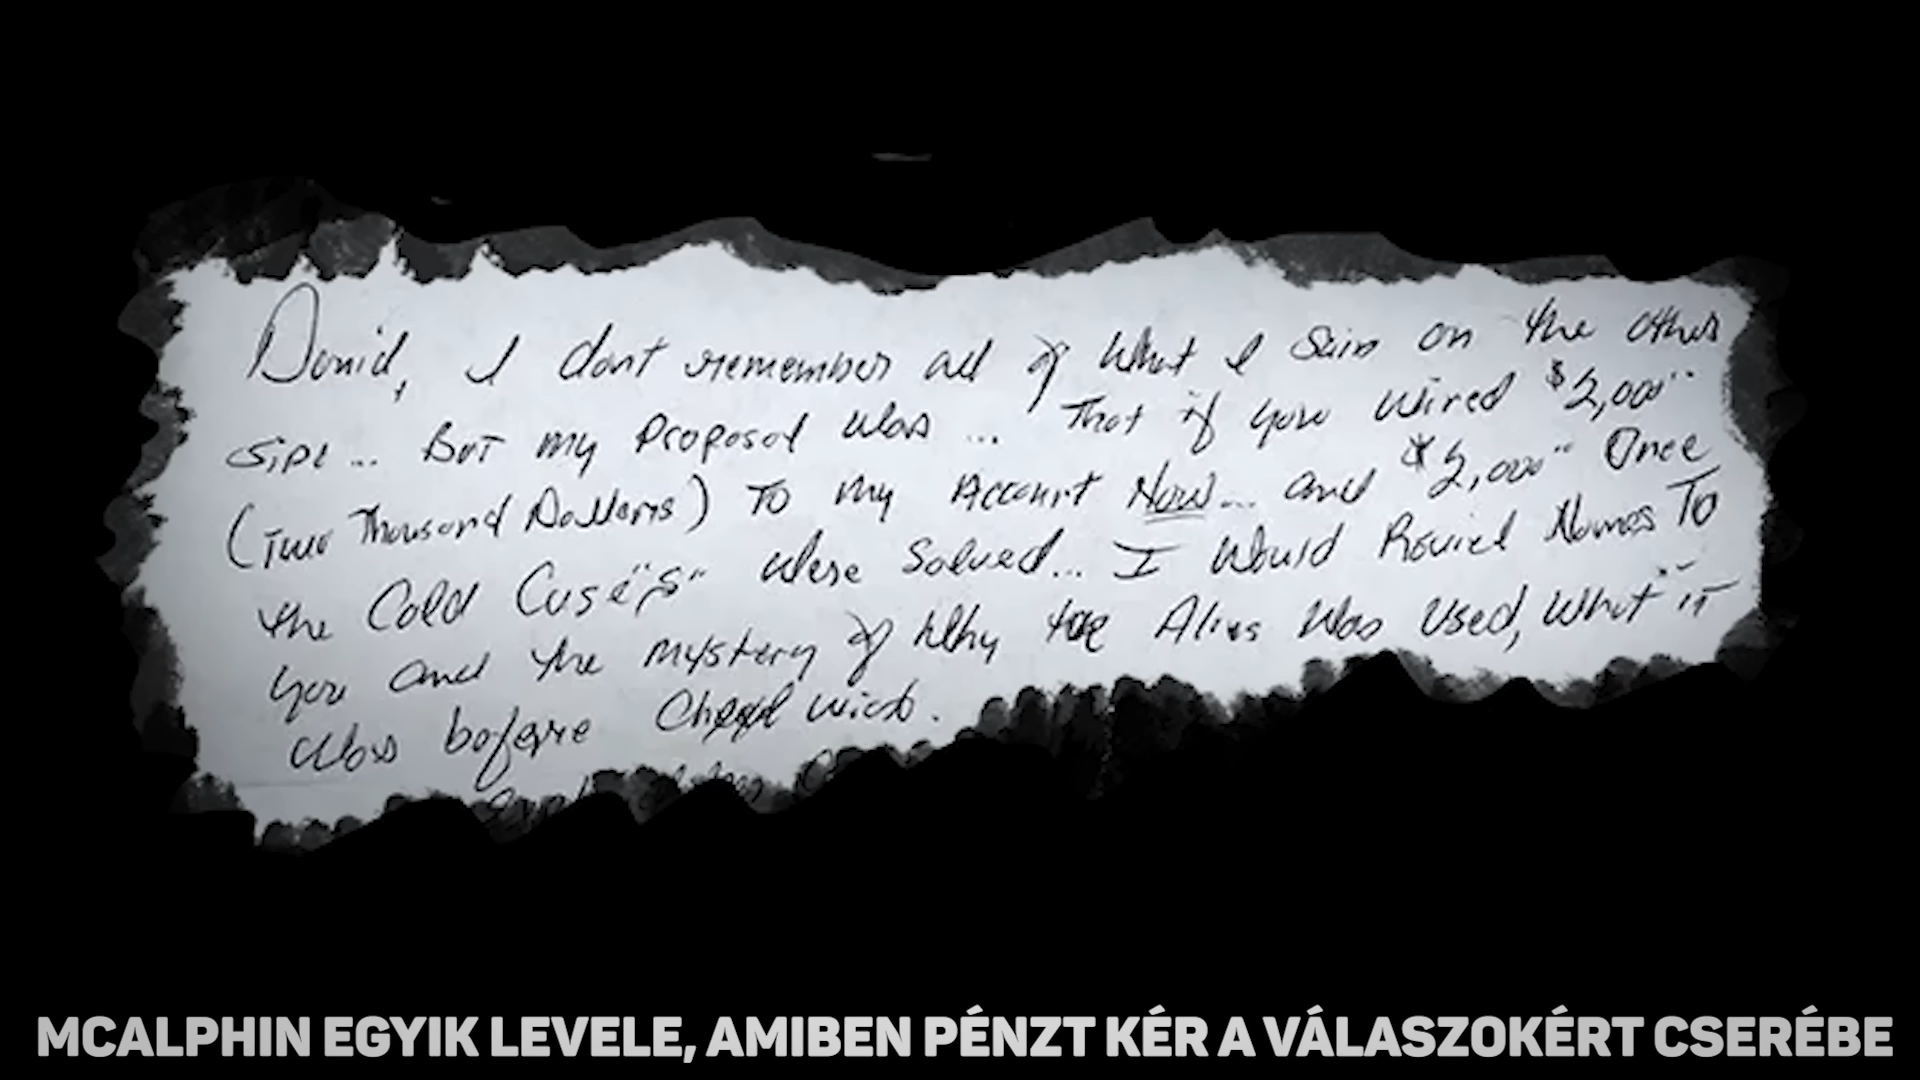 David, I dont remember all of What I Said on the other
side... But my Proposal Was... That if you Wired $2,000
(Two Thousand Dollars) To my Account Now... and $2,000 Once
the Cold Case"s" Were Solved... I Would Reviel Names To
you and the mystery of Why the Alias Was Used, What it
Was before Cheryl wick.
MCALPHIN EGYIK LEVELE, AMIBEN PÉNZT KÉR A VÁLASZOKÉRT CSERÉBE